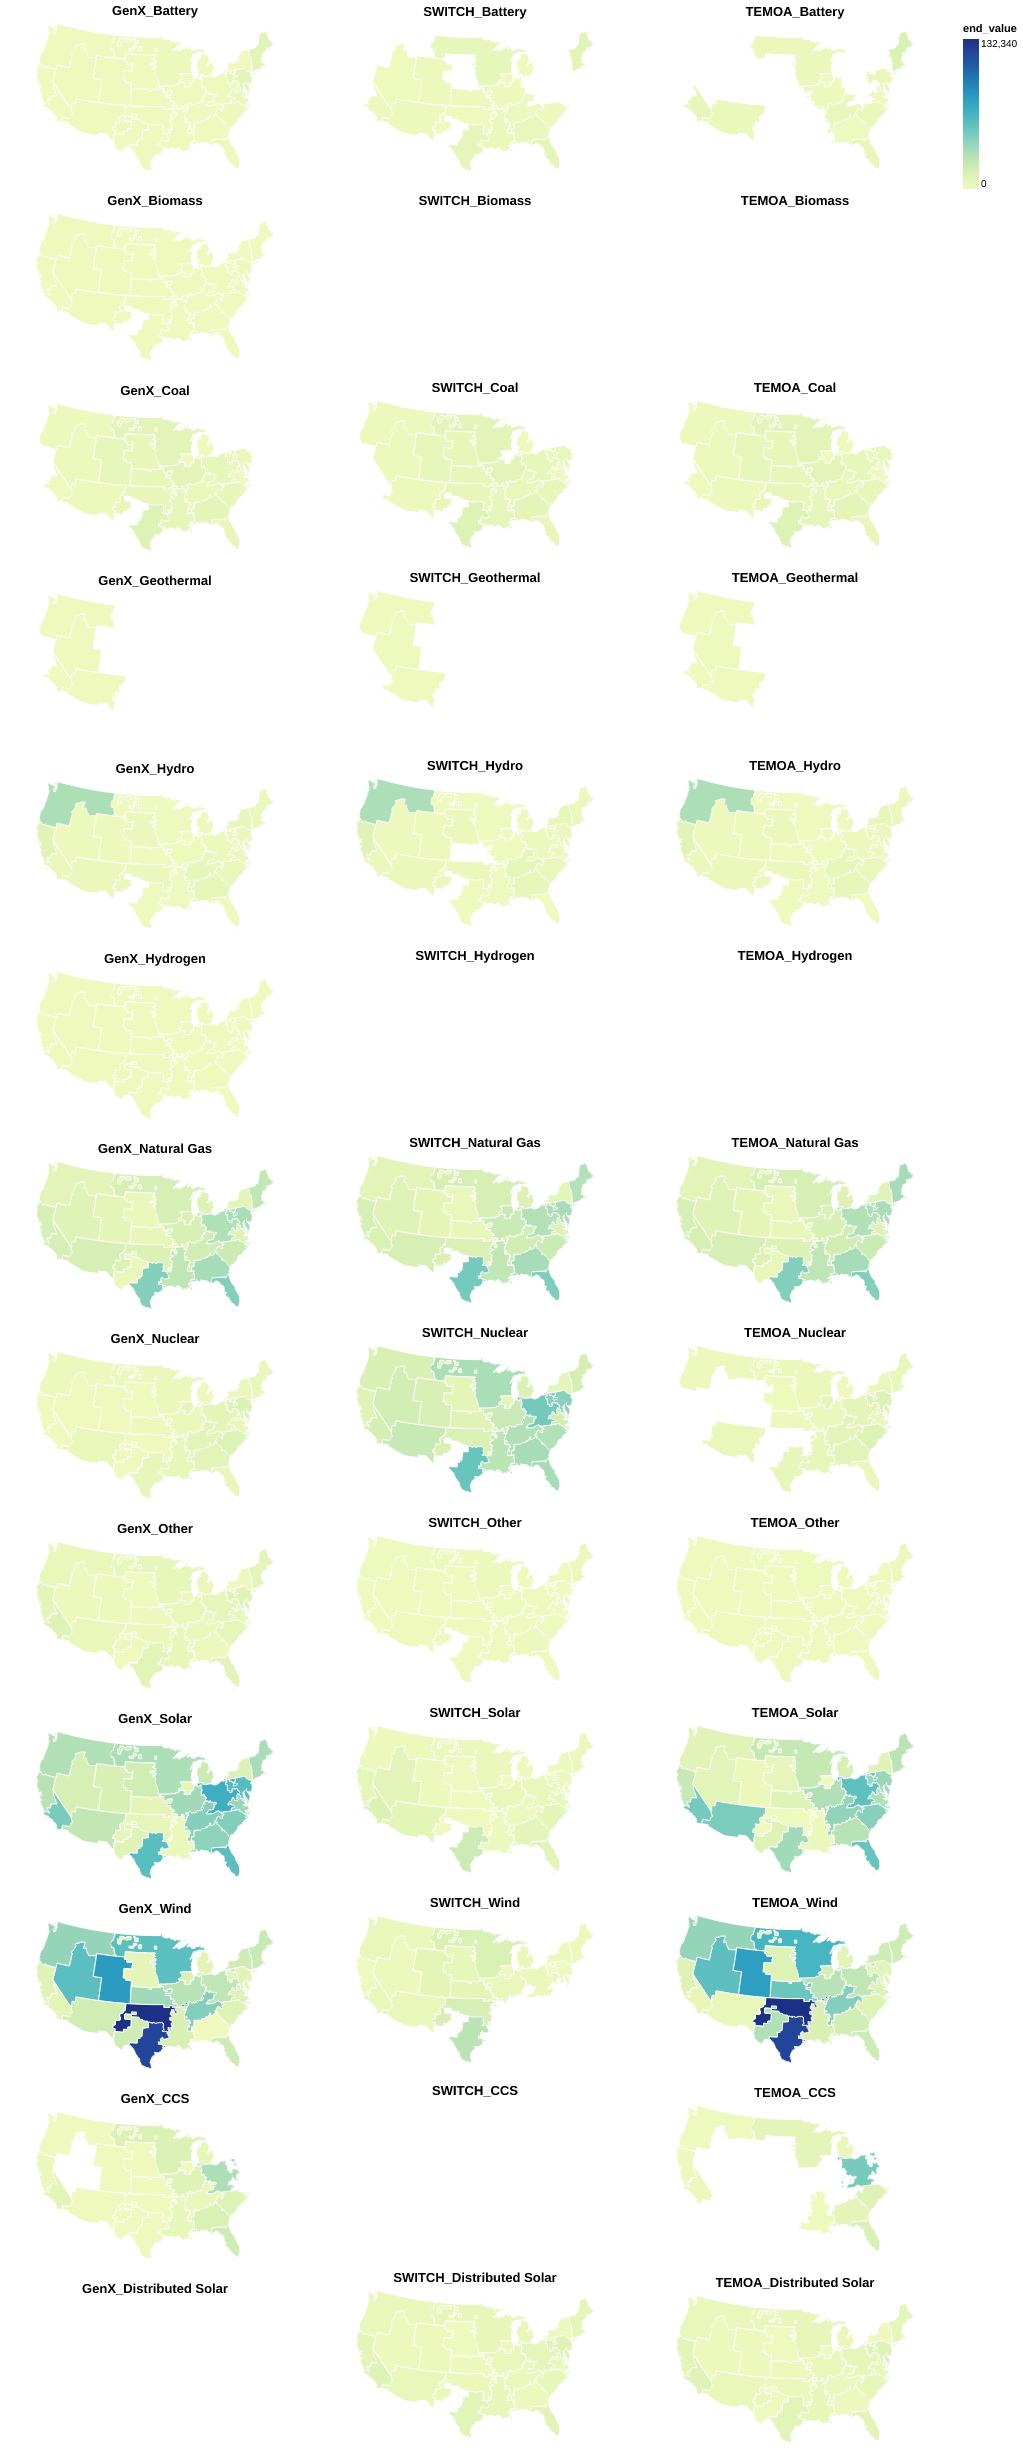 GenX_Battery
SWITCH_Battery
TEMOA_Battery
end_value
132,340
0
GenX_Biomass
SWITCH_Biomass
TEMOA_Biomass
GenX_Coal
SWITCH_Coal
TEMOA_Coal
GenX_Geothermal
SWITCH_Geothermal
TEMOA_Geothermal
GenX_Hydro
SWITCH_Hydro
TEMOA_Hydro
GenX_Hydrogen
SWITCH_Hydrogen
TEMOA_Hydrogen
GenX_Natural Gas
SWITCH_Natural Gas
TEMOA_Natural Gas
GenX_Nuclear
SWITCH_Nuclear
TEMOA_Nuclear
GenX_Other
SWITCH_Other
TEMOA_Other
GenX_Solar
SWITCH_Solar
TEMOA_Solar
GenX_Wind
SWITCH_Wind
TEMOA_Wind
GenX_CCS
SWITCH_CCS
TEMOA_CCS
GenX_Distributed Solar
SWITCH_Distributed Solar
TEMOA_Distributed Solar